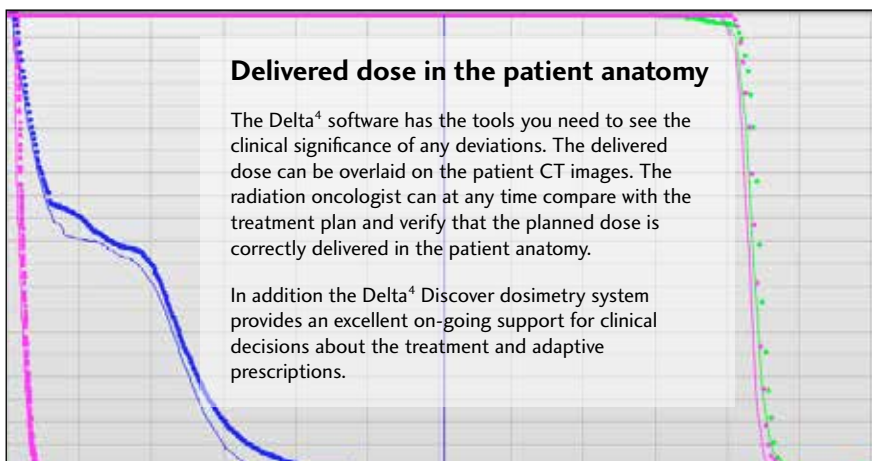 Delivered dose in the patient anatomy
The Delta⁴ software has the tools you need to see the
clinical significance of any deviations. The delivered
dose can be overlaid on the patient CT images. The
radiation oncologist can at any time compare with the
treatment plan and verify that the planned dose is
correctly delivered in the patient anatomy.
In addition the Delta⁴ Discover dosimetry system
provides an excellent on-going support for clinical
decisions about the treatment and adaptive
prescriptions.